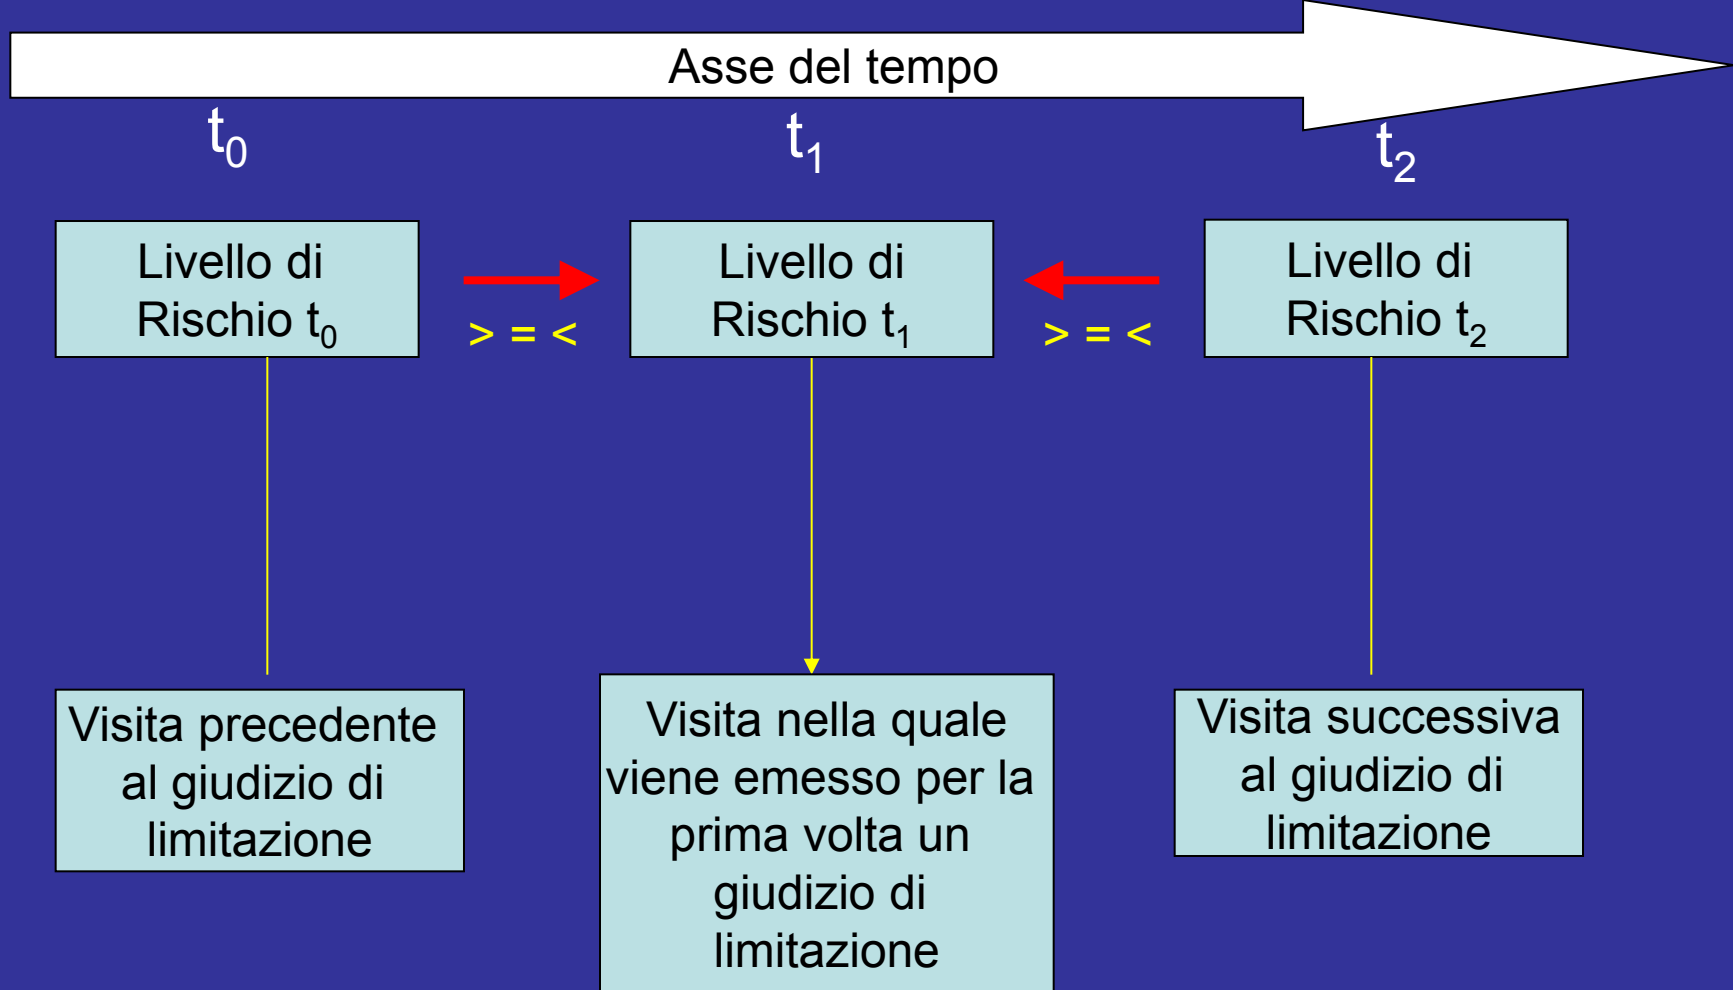 Asse del tempo
t₀
t₁
t₂
Livello di
Rischio t₀
> = <
Livello di
Rischio t₁
> = <
Livello di
Rischio t₂
Visita precedente
al giudizio di
limitazione
Visita nella quale
viene emesso per la
prima volta un
giudizio di
limitazione
Visita successiva
al giudizio di
limitazione